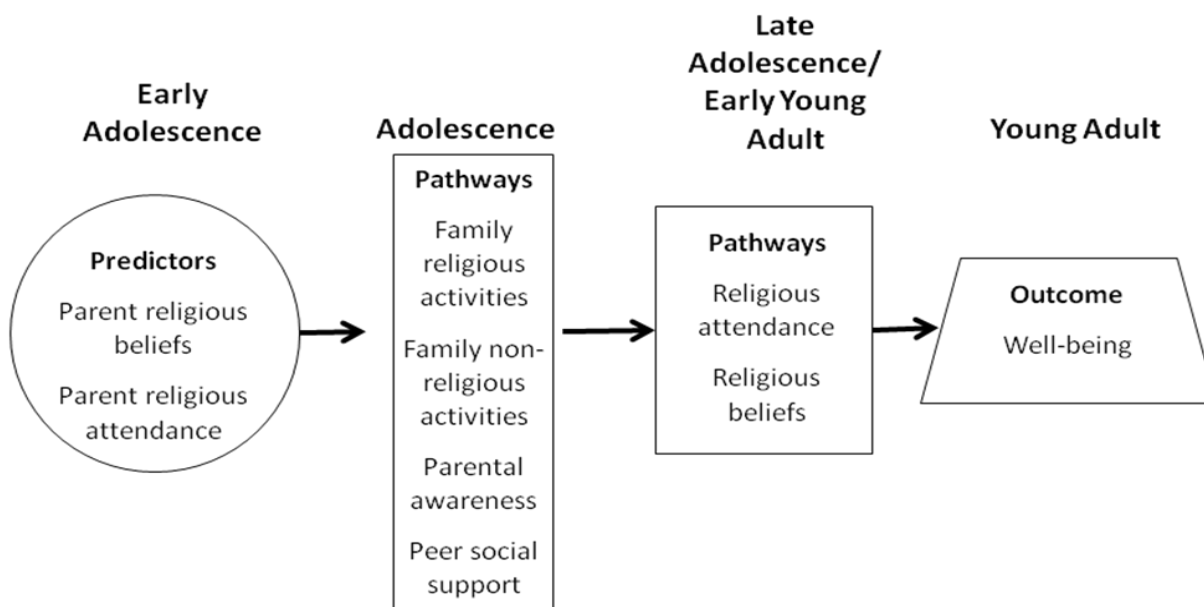 Early
Adolescence
Predictors
Parent religious
beliefs
Parent religious
attendance
Adolescence
Pathways
Family
religious
activities
Family non-
religious
activities
Parental
awareness
Peer social
support
Late
Adolescence/
Early Young
Adult
Pathways
Religious
attendance
Religious
beliefs
Young Adult
Outcome
Well-being